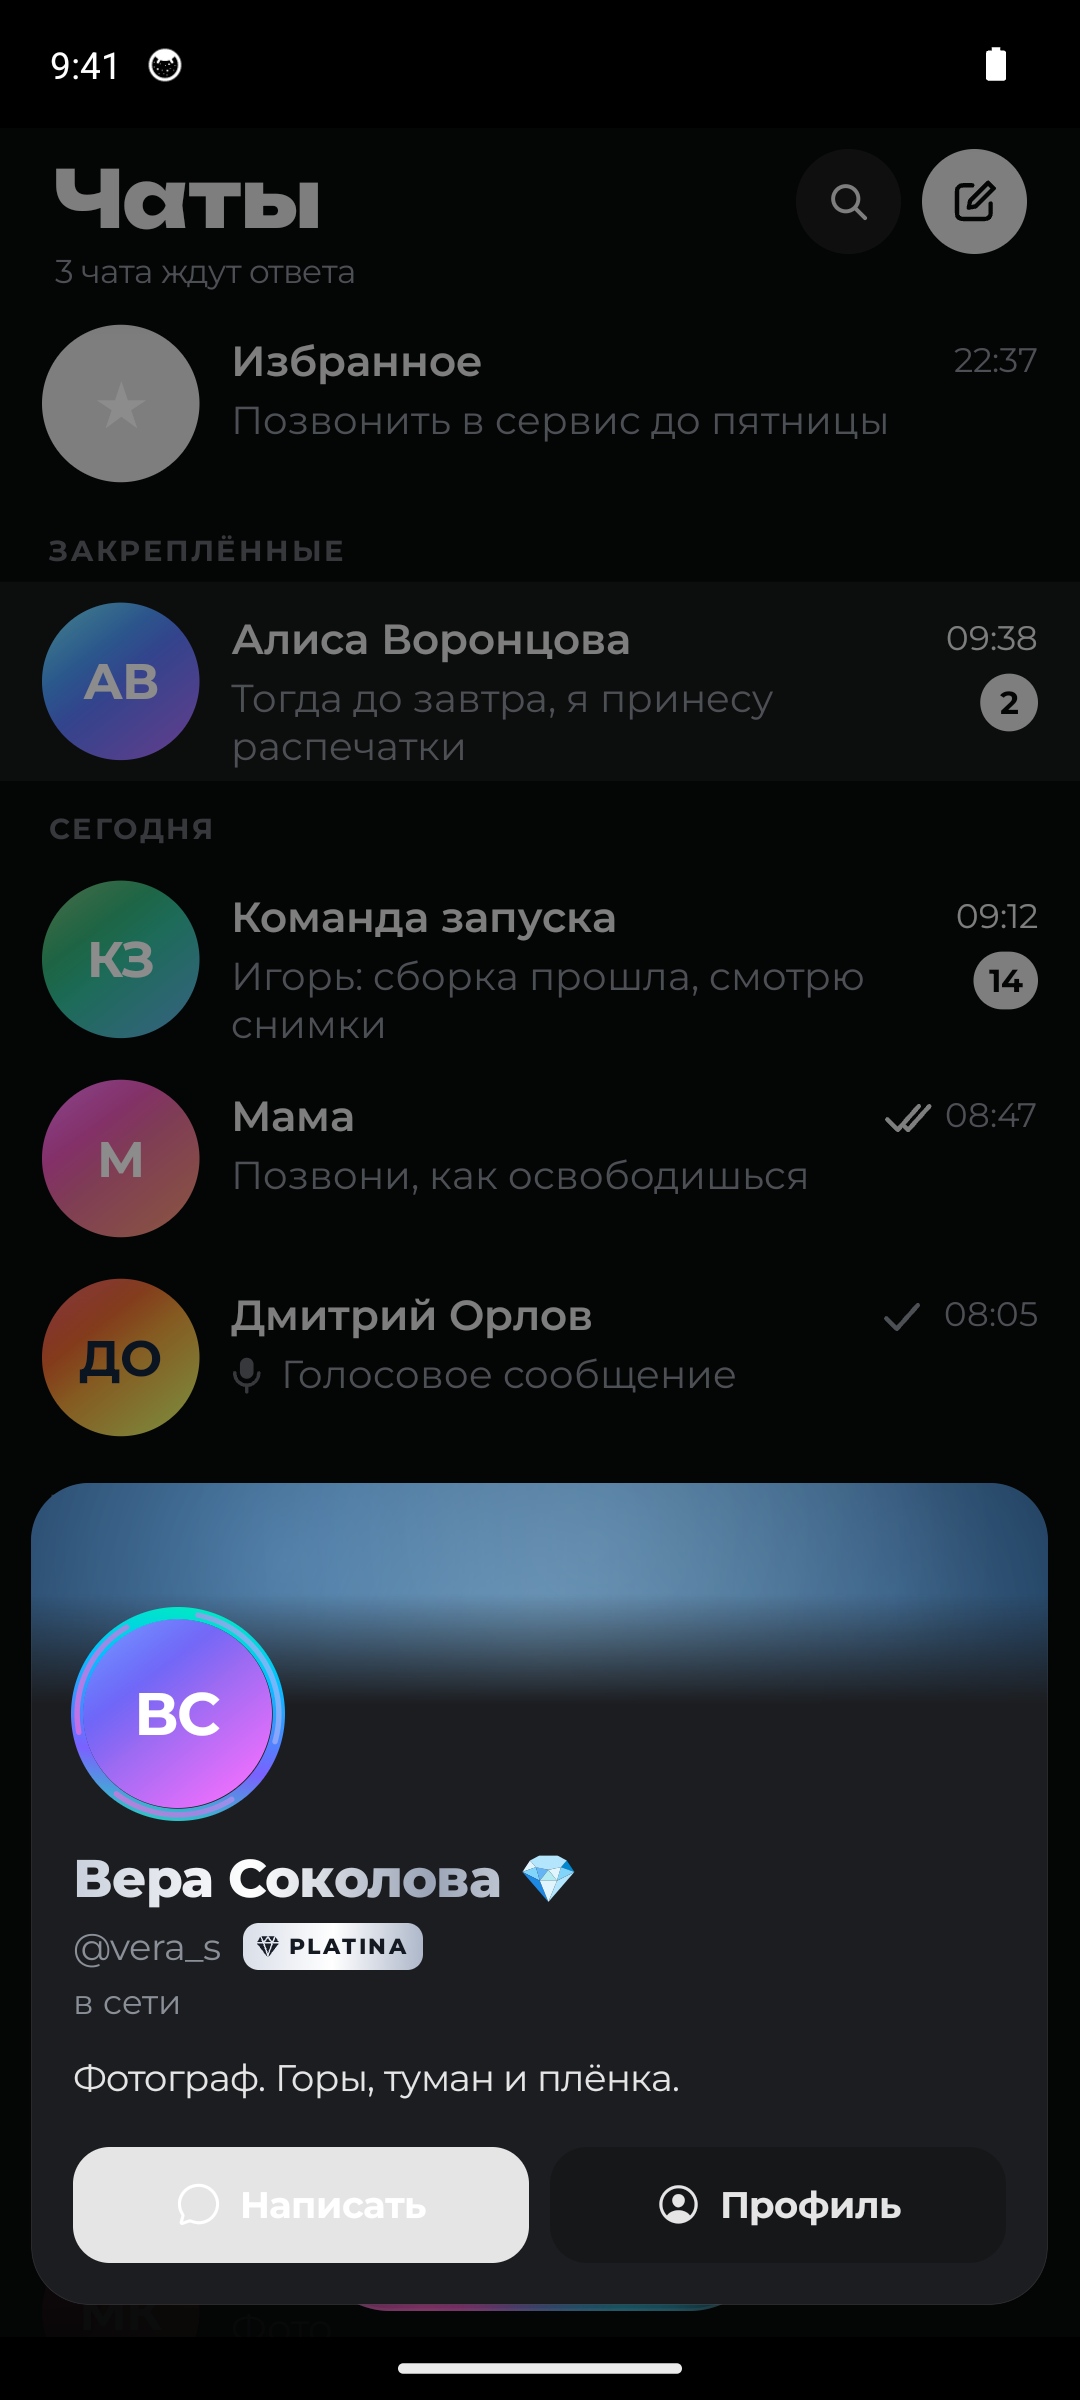 9:41
Чаты
3 чата ждут ответа
Избранное
22:37
Позвонить в сервис до пятницы
ЗАКРЕПЛЁННЫЕ
АВ
Алиса Воронцова
09:38
Тогда до завтра, я принесу
распечатки
2
СЕГОДНЯ
КЗ
Команда запуска
09:12
Игорь: сборка прошла, смотрю
снимки
14
М
Мама
08:47
Позвони, как освободишься
ДО
Дмитрий Орлов
08:05
Голосовое сообщение
ВС
Вера Соколова
@vera_s
PLATINA
в сети
Фотограф. Горы, туман и плёнка.
Написать
Профиль
МК
Фото